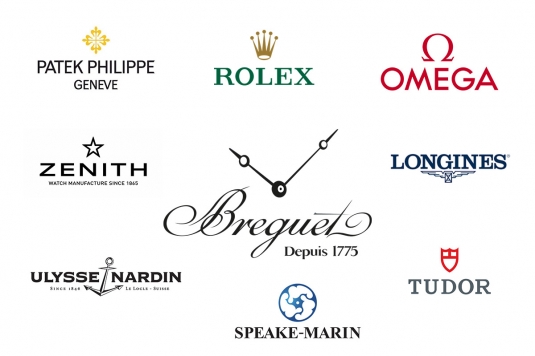 PATEK PHILIPPE
GENEVE
ROLEX
OMEGA
ZENITH
WATCH MANUFACTURE SINCE 1865
LONGINES®
Breguet
Depuis 1775
ULYSSE NARDIN
SINCE 1846 LE LOCLE - SUISSE
TUDOR
SPEAKE-MARIN